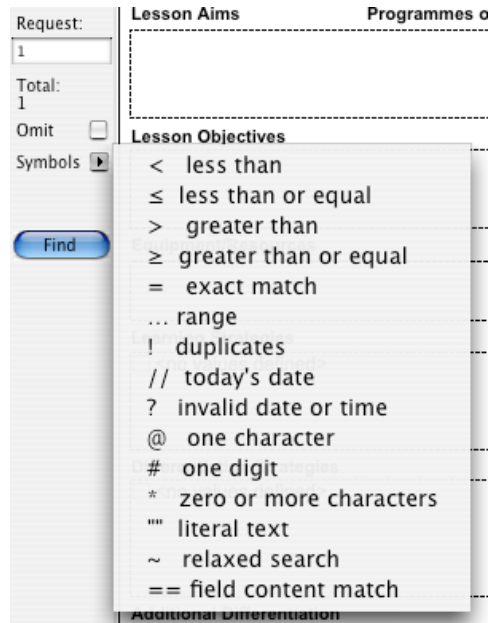 Request:
1
Total:
1
Omit
Symbols
Find
Lesson Aims
Programmes o
Lesson Objectives
< less than
≤ less than or equal
> greater than
≥ greater than or equal
= exact match
... range
! duplicates
// today's date
? invalid date or time
@ one character
# one digit
* zero or more characters
"" literal text
~ relaxed search
== field content match
Additional Differentiation